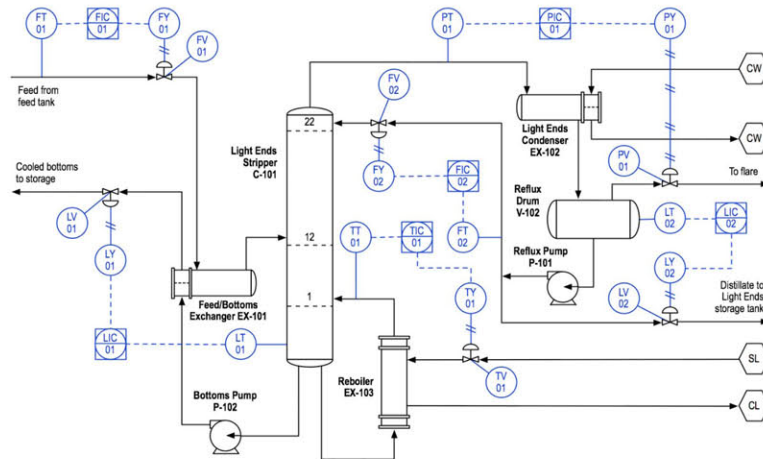 FT
01
FIC
01
FY
01
FV
01
Feed from
feed tank
PT
01
PIC
01
PY
01
CW
CW
FV
02
22
Light Ends
Stripper
C-101
Light Ends
Condenser
EX-102
FY
02
FIC
02
PV
01
To flare
Cooled bottoms
to storage
LV
01
LY
01
Reflux
Drum
V-102
LT
02
LIC
02
12
TT
01
TIC
01
FT
02
Reflux Pump
P-101
LY
02
LV
02
Distillate to
Light Ends
storage tank
1
TY
01
Feed/Bottoms
Exchanger EX-101
LIC
01
LT
01
SL
Reboiler
EX-103
TV
01
Bottoms Pump
P-102
CL